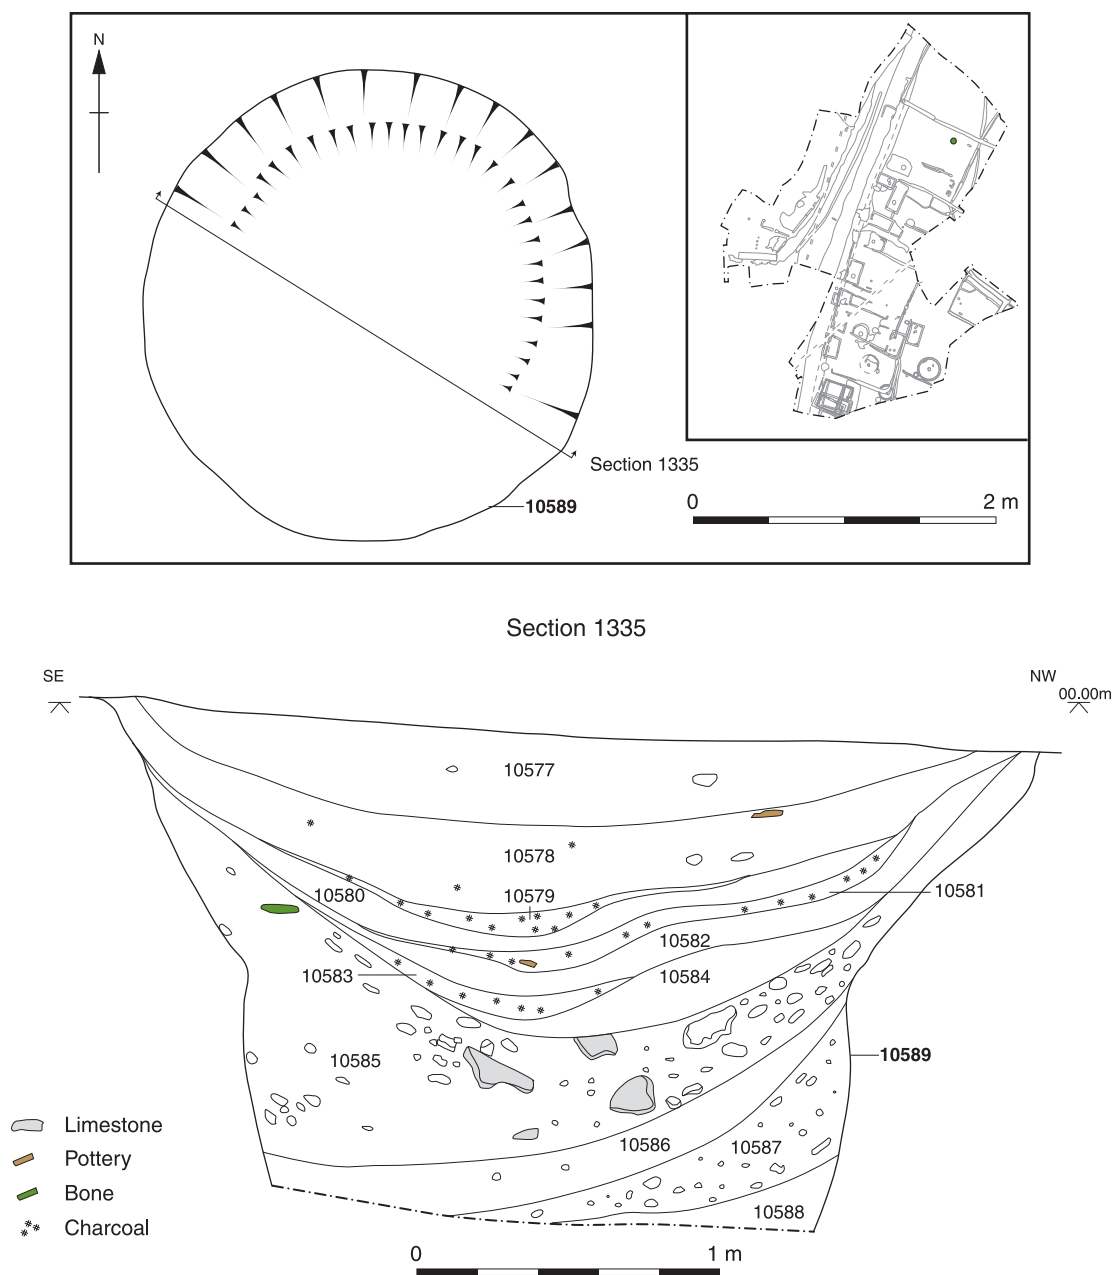 N
Section 1335
10589
0 2 m
Section 1335
SE
NW
00.00m
10577
10578
10579
10580
10581
10582
10583
10584
10585
10589
10586
10587
10588
Limestone
Pottery
Bone
Charcoal
0 1 m